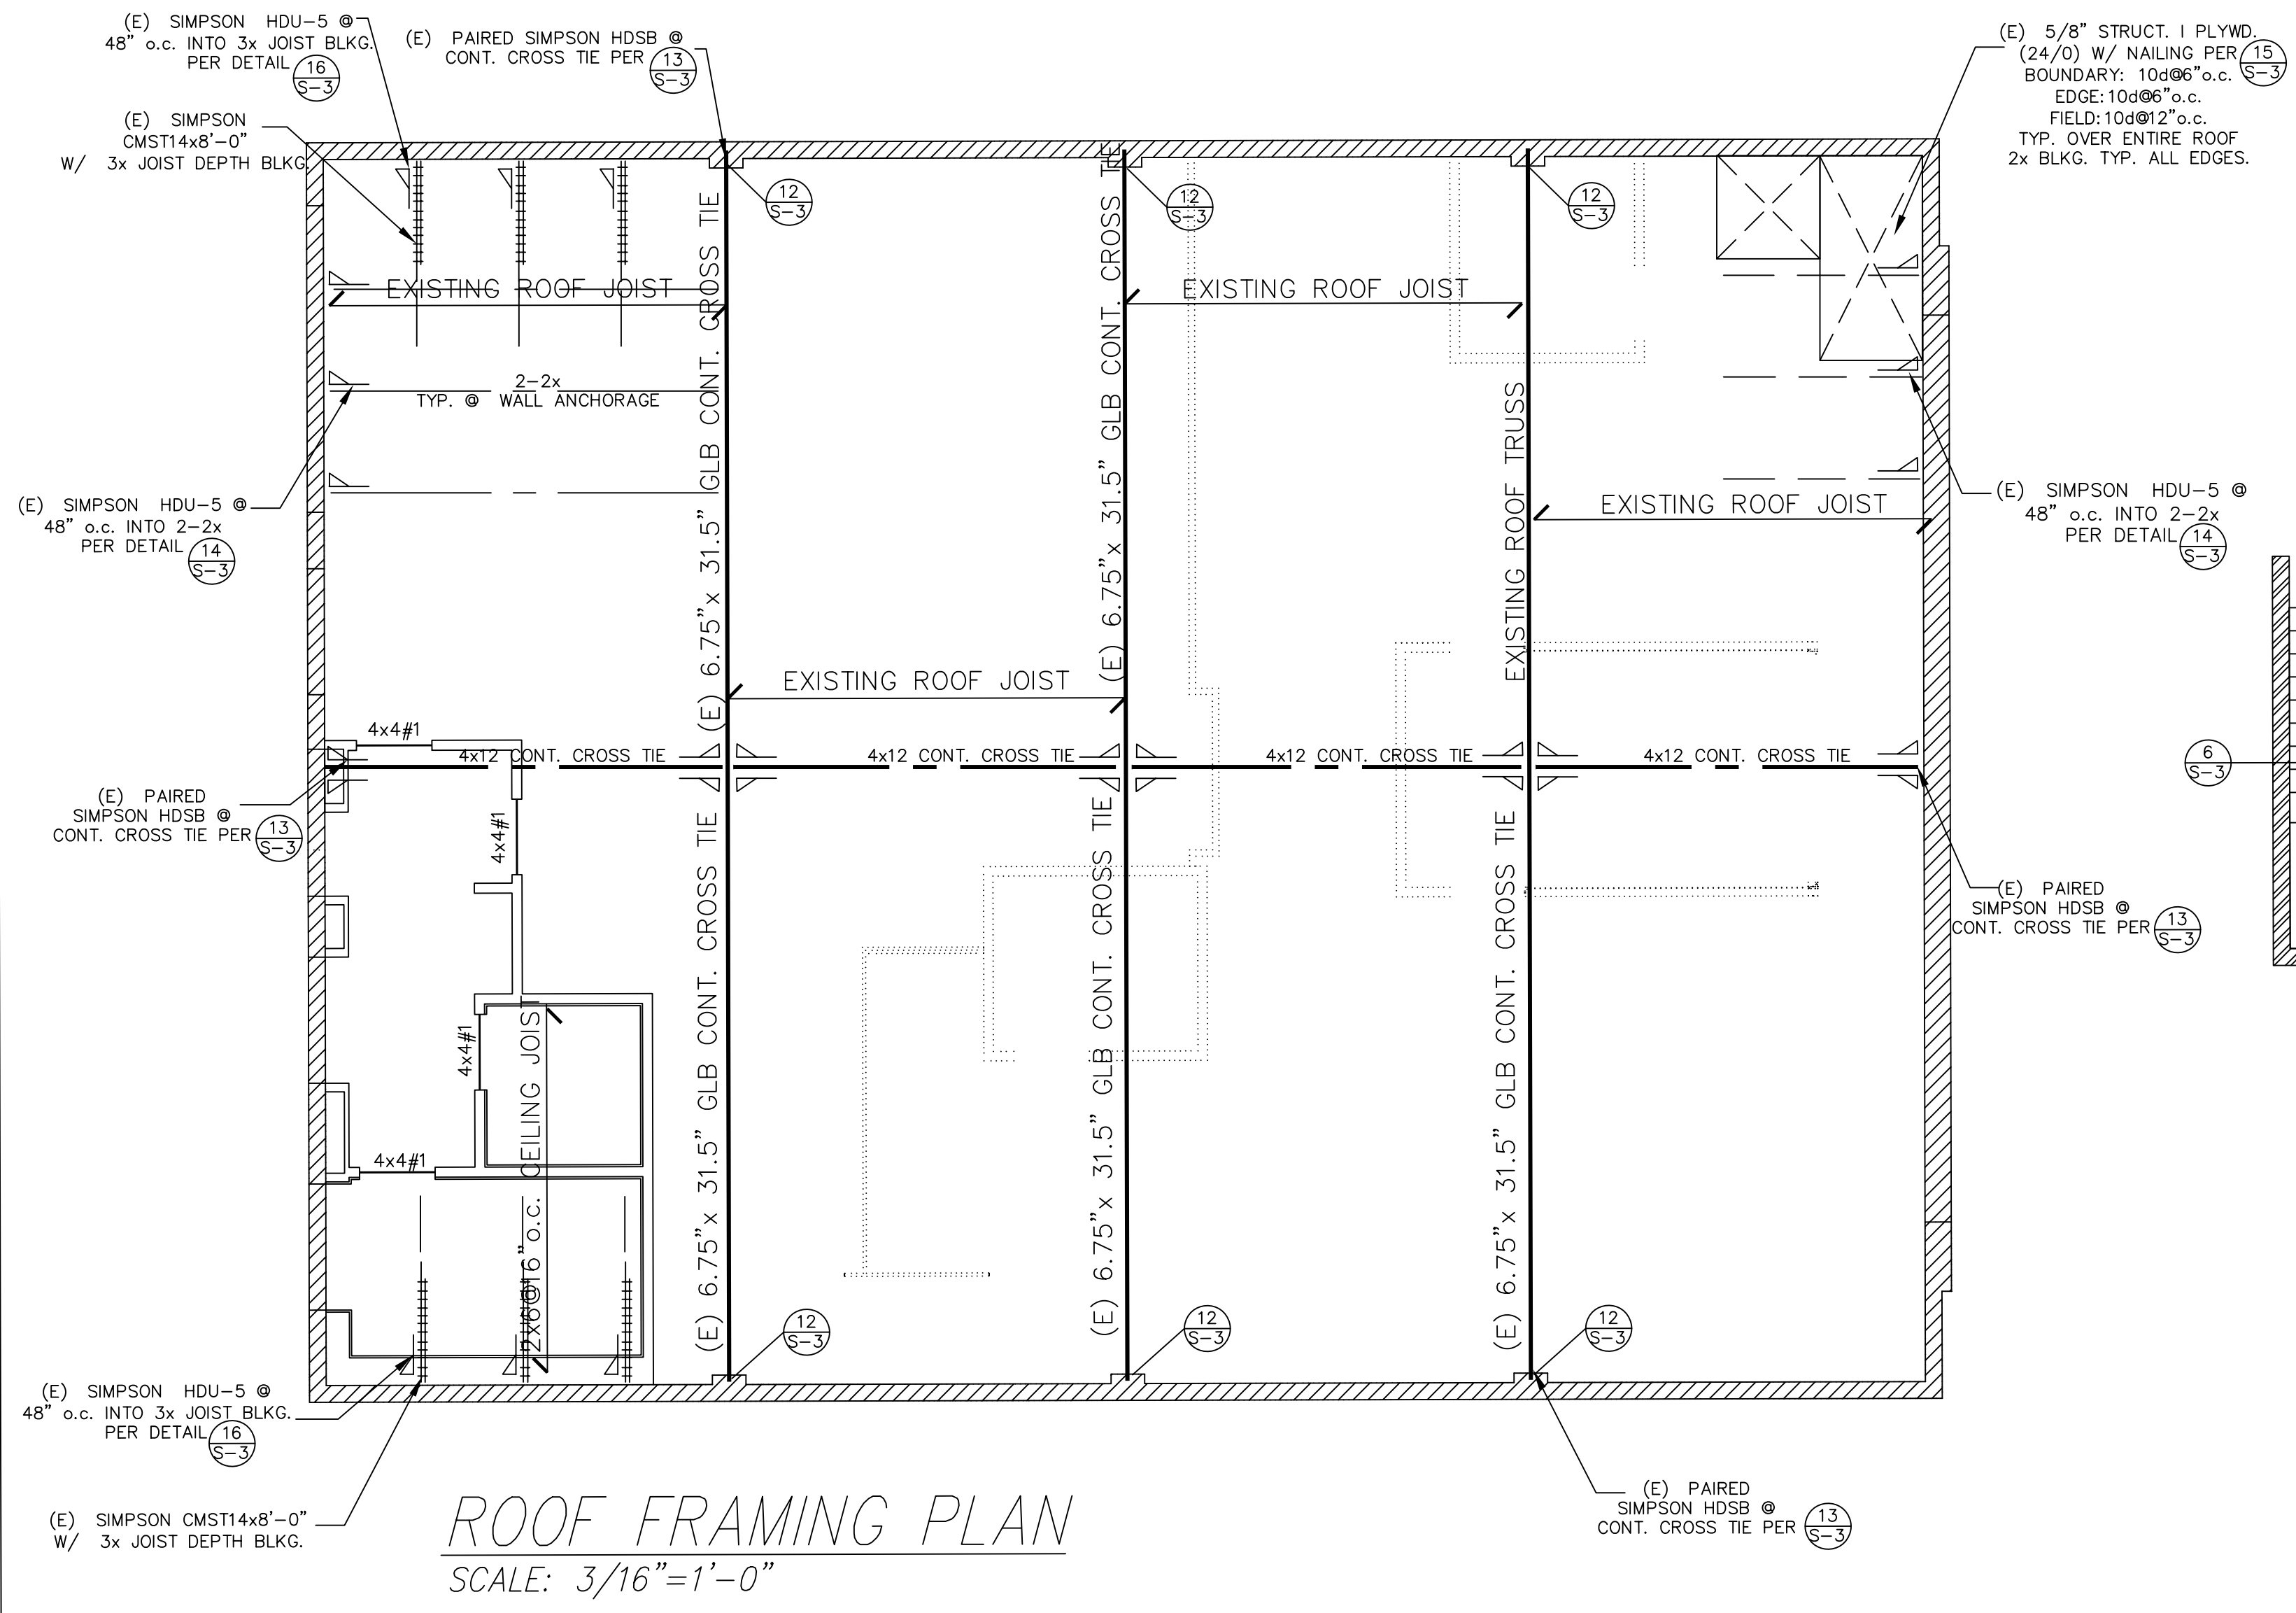 (E) SIMPSON HDU-5 @
48" o.c. INTO 3x JOIST BLKG.
PER DETAIL
16
S-3
(E) PAIRED SIMPSON HDSB @
CONT. CROSS TIE PER
13
S-3
(E) 5/8" STRUCT. I PLYWD.
(24/0) W/ NAILING PER
15
S-3
BOUNDARY: 10d@6"o.c.
EDGE:10d@6"o.c.
FIELD:10d@12"o.c.
TYP. OVER ENTIRE ROOF
2x BLKG. TYP. ALL EDGES.
(E) SIMPSON
CMST14x8'-0"
W/ 3x JOIST DEPTH BLKG
12
S-3
12
S-3
12
S-3
EXISTING ROOF JOIST
EXISTING ROOF JOIST
2-2x
TYP. @ WALL ANCHORAGE
(E) 6.75"x 31.5" GLB CONT. CROSS TIE
(E) 6.75"x 31.5" GLB CONT. CROSS TIE
EXISTING ROOF TRUSS
EXISTING ROOF JOIST
(E) SIMPSON HDU-5 @
48" o.c. INTO 2-2x
PER DETAIL
14
S-3
(E) SIMPSON HDU-5 @
48" o.c. INTO 2-2x
PER DETAIL
14
S-3
EXISTING ROOF JOIST
4x4#1
4x12 CONT. CROSS TIE
4x12 CONT. CROSS TIE
4x12 CONT. CROSS TIE
4x12 CONT. CROSS TIE
6
S-3
(E) PAIRED
SIMPSON HDSB @
CONT. CROSS TIE PER
13
S-3
4x4#1
(E) PAIRED
SIMPSON HDSB @
CONT. CROSS TIE PER
13
S-3
(E) 6.75"x 31.5" GLB CONT. CROSS TIE
(E) 6.75"x 31.5" GLB CONT. CROSS TIE
(E) 6.75"x 31.5" GLB CONT. CROSS TIE
4x4#1
2x6@16" o.c. CEILING JOIST
4x4#1
12
S-3
12
S-3
12
S-3
(E) SIMPSON HDU-5 @
48" o.c. INTO 3x JOIST BLKG.
PER DETAIL
16
S-3
(E) SIMPSON CMST14x8'-0"
W/ 3x JOIST DEPTH BLKG.
(E) PAIRED
SIMPSON HDSB @
CONT. CROSS TIE PER
13
S-3
ROOF FRAMING PLAN
SCALE: 3/16"=1'-0"